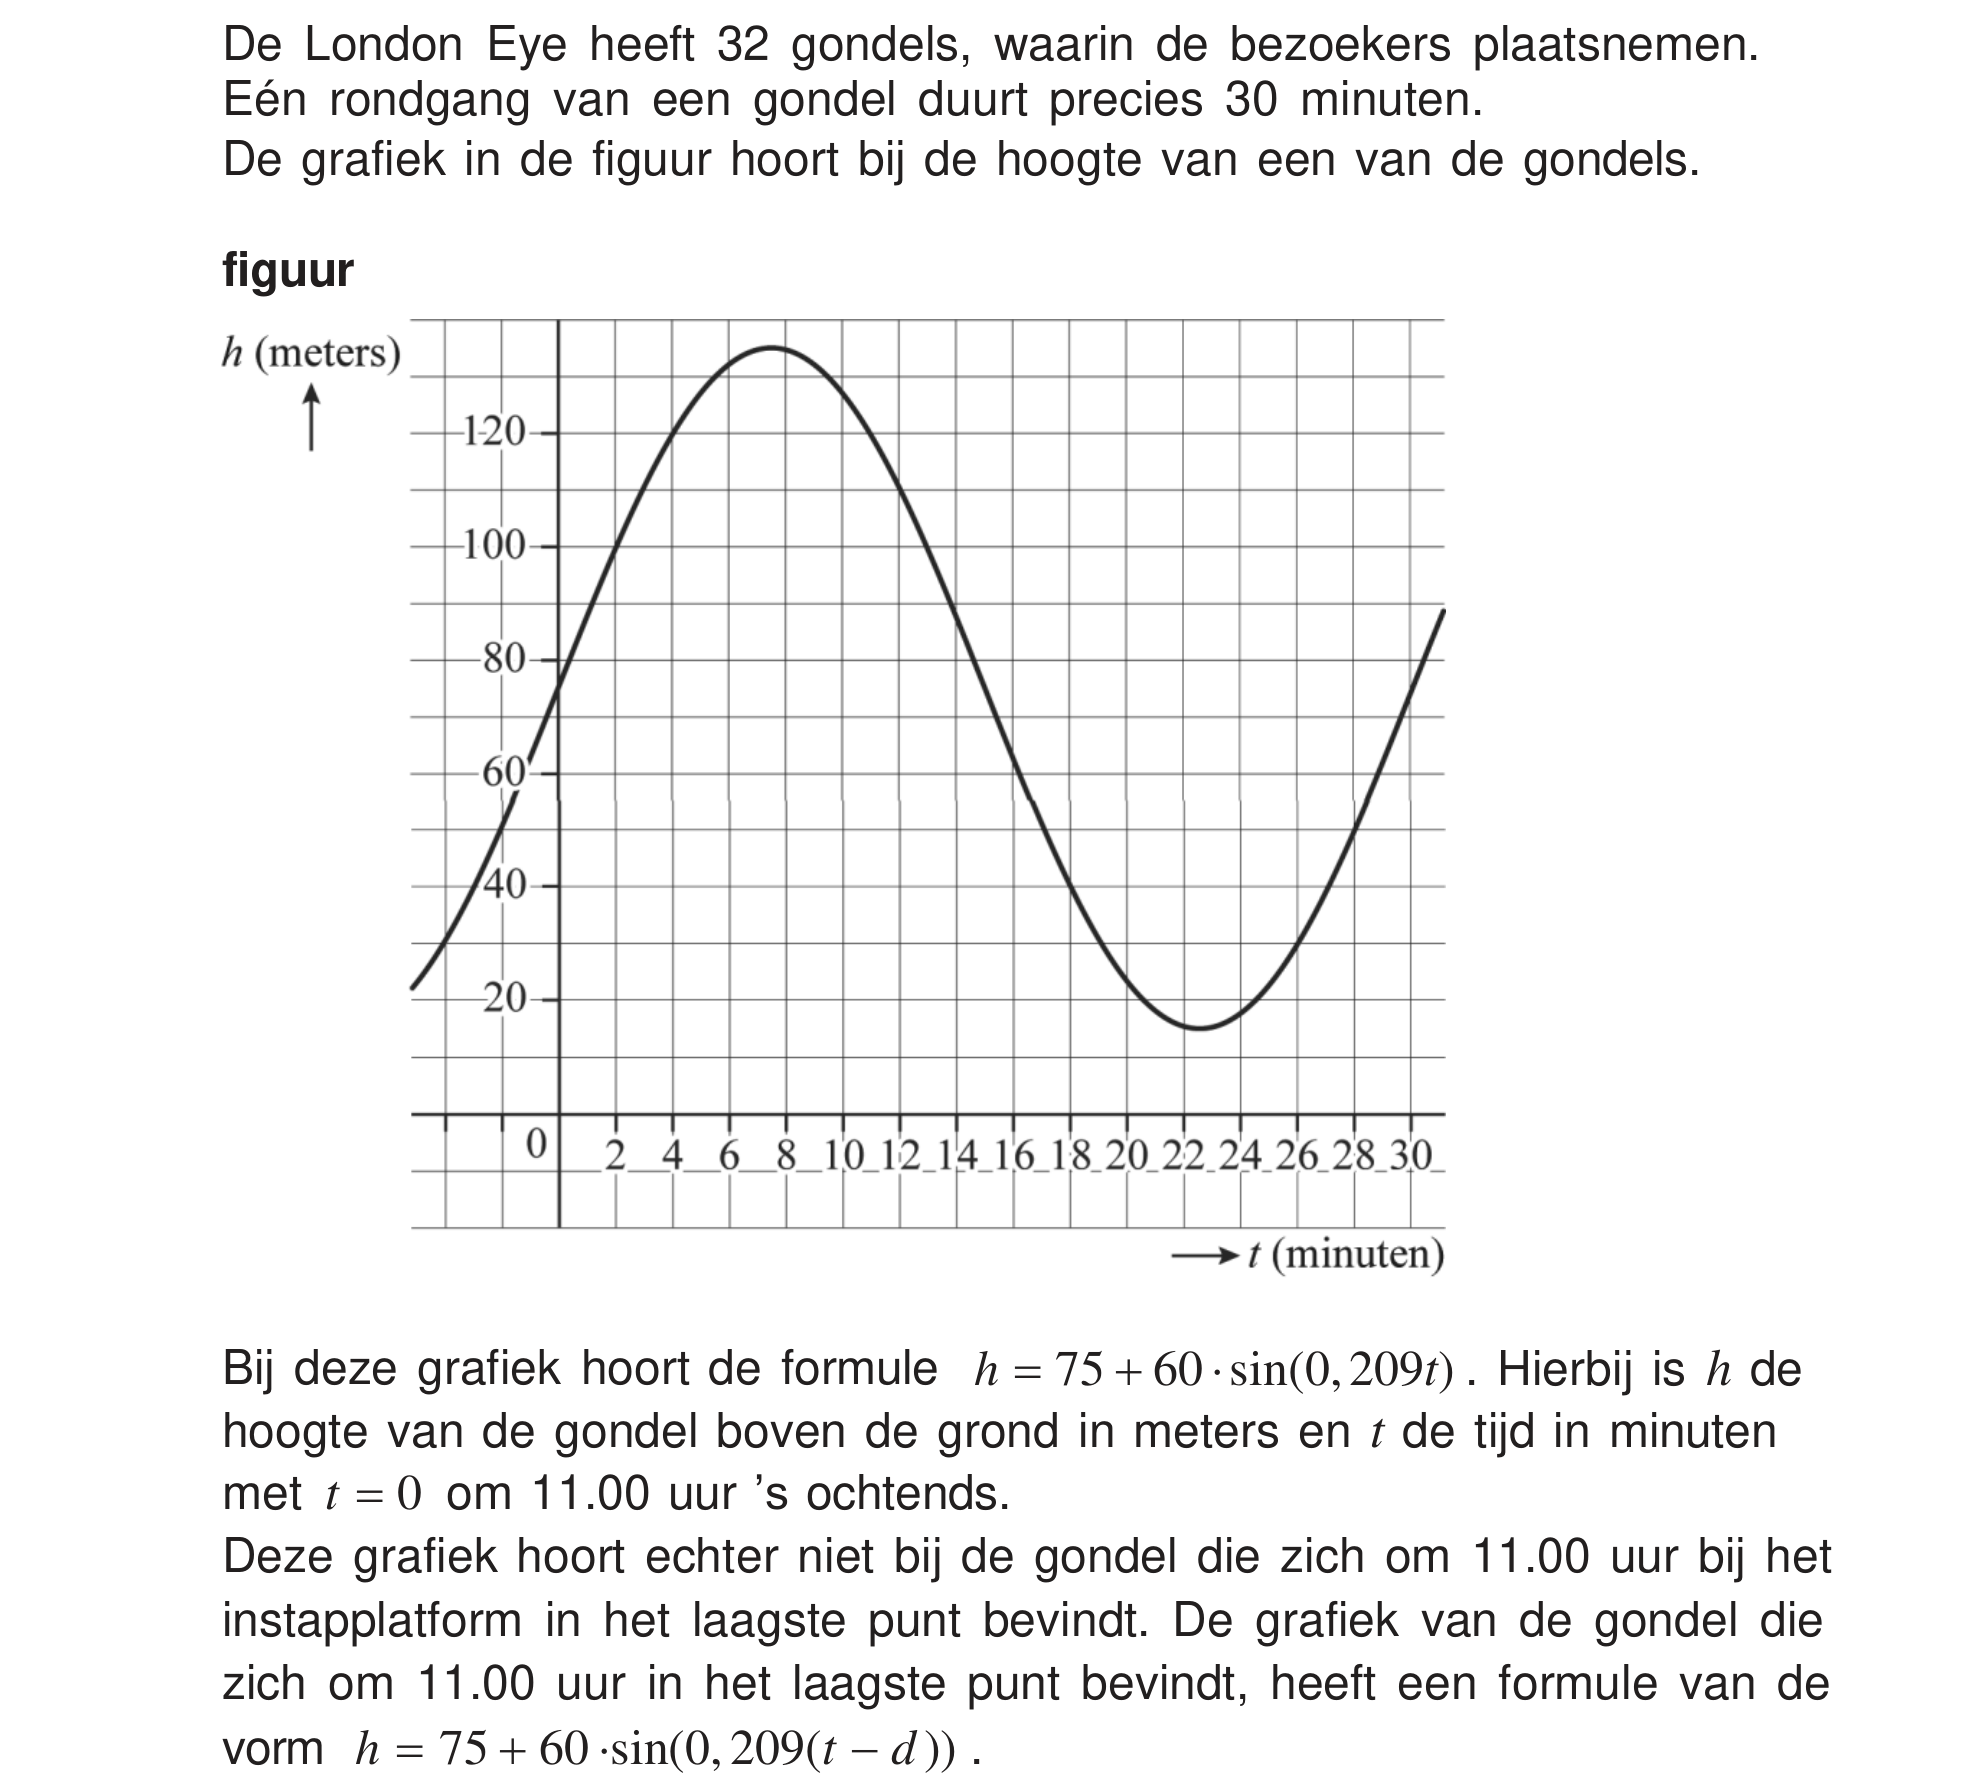 De London Eye heeft 32 gondels, waarin de bezoekers plaatsnemen.
Eén rondgang van een gondel duurt precies 30 minuten.
De grafiek in de figuur hoort bij de hoogte van een van de gondels.
figuur
h (meters)
120
100
80
60
40
20
0 2 4 6 8 10 12 14 16 18 20 22 24 26 28 30
t (minuten)
Bij deze grafiek hoort de formule h = 75 + 60 · sin(0,209t) . Hierbij is h de
hoogte van de gondel boven de grond in meters en t de tijd in minuten
met t = 0 om 11.00 uur ’s ochtends.
Deze grafiek hoort echter niet bij de gondel die zich om 11.00 uur bij het
instapplatform in het laagste punt bevindt. De grafiek van de gondel die
zich om 11.00 uur in het laagste punt bevindt, heeft een formule van de
vorm h = 75 + 60 ·sin(0,209(t − d)) .